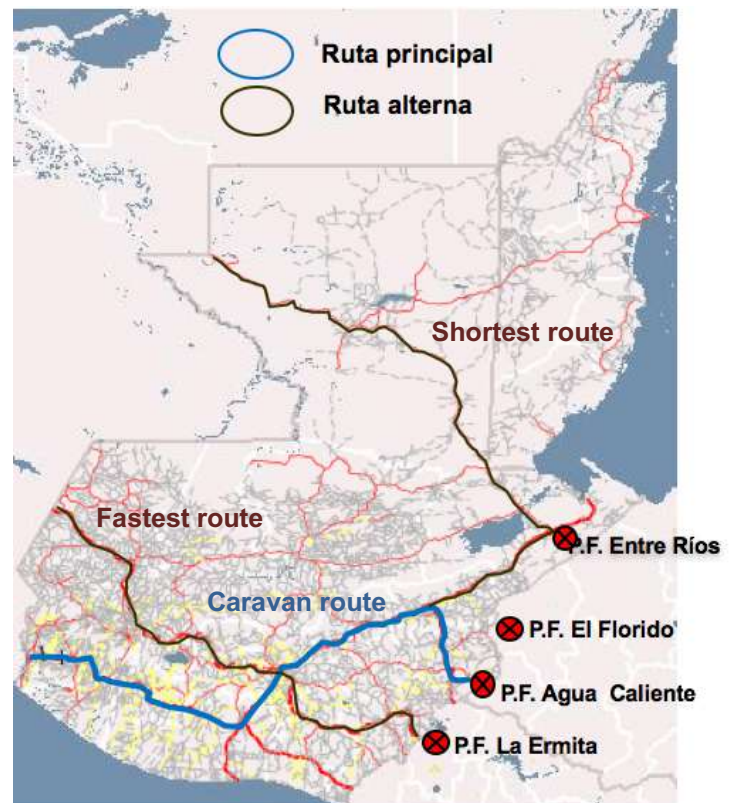 Ruta principal
Ruta alterna
Shortest route
Fastest route
P.F. Entre Ríos
Caravan route
P.F. El Florido
P.F. Agua Caliente
P.F. La Ermita